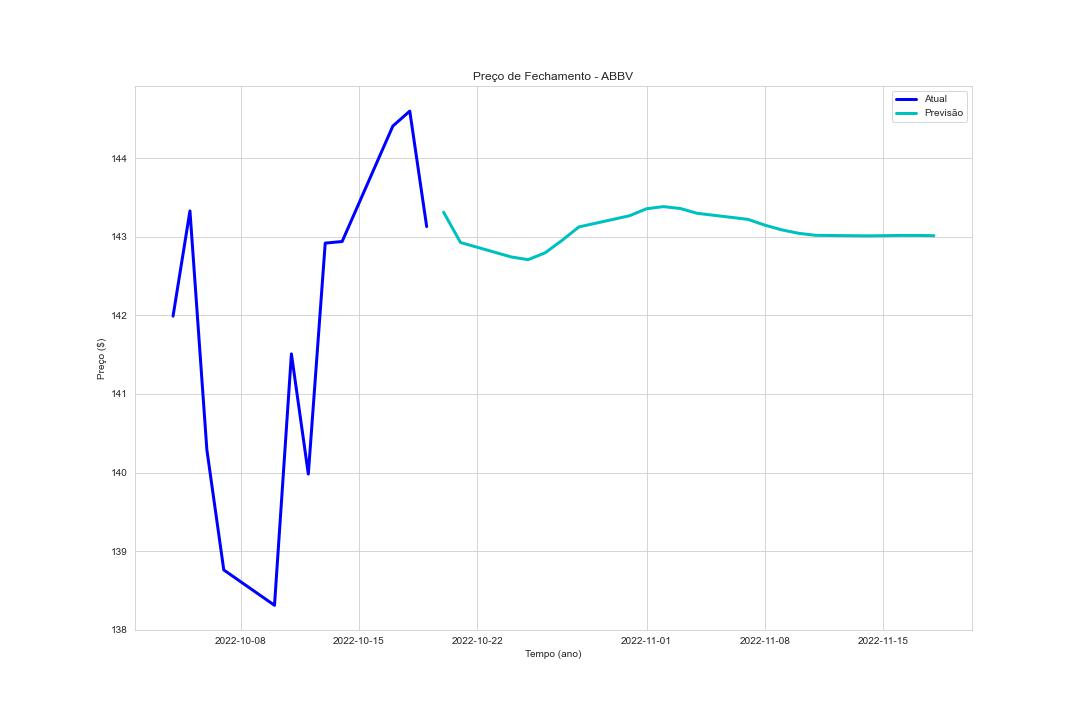 Preço de Fechamento - ABBV
Atual
Previsão
144
143
142
141
140
139
138
Preço ($)
2022-10-08
2022-10-15
2022-10-22
2022-11-01
2022-11-08
2022-11-15
Tempo (ano)